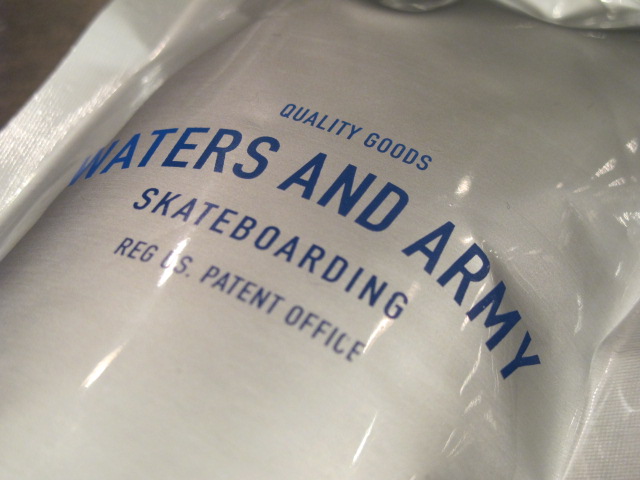 QUALITY GOODS
WATERS AND ARMY
SKATEBOARDING
REG US. PATENT OFFICE